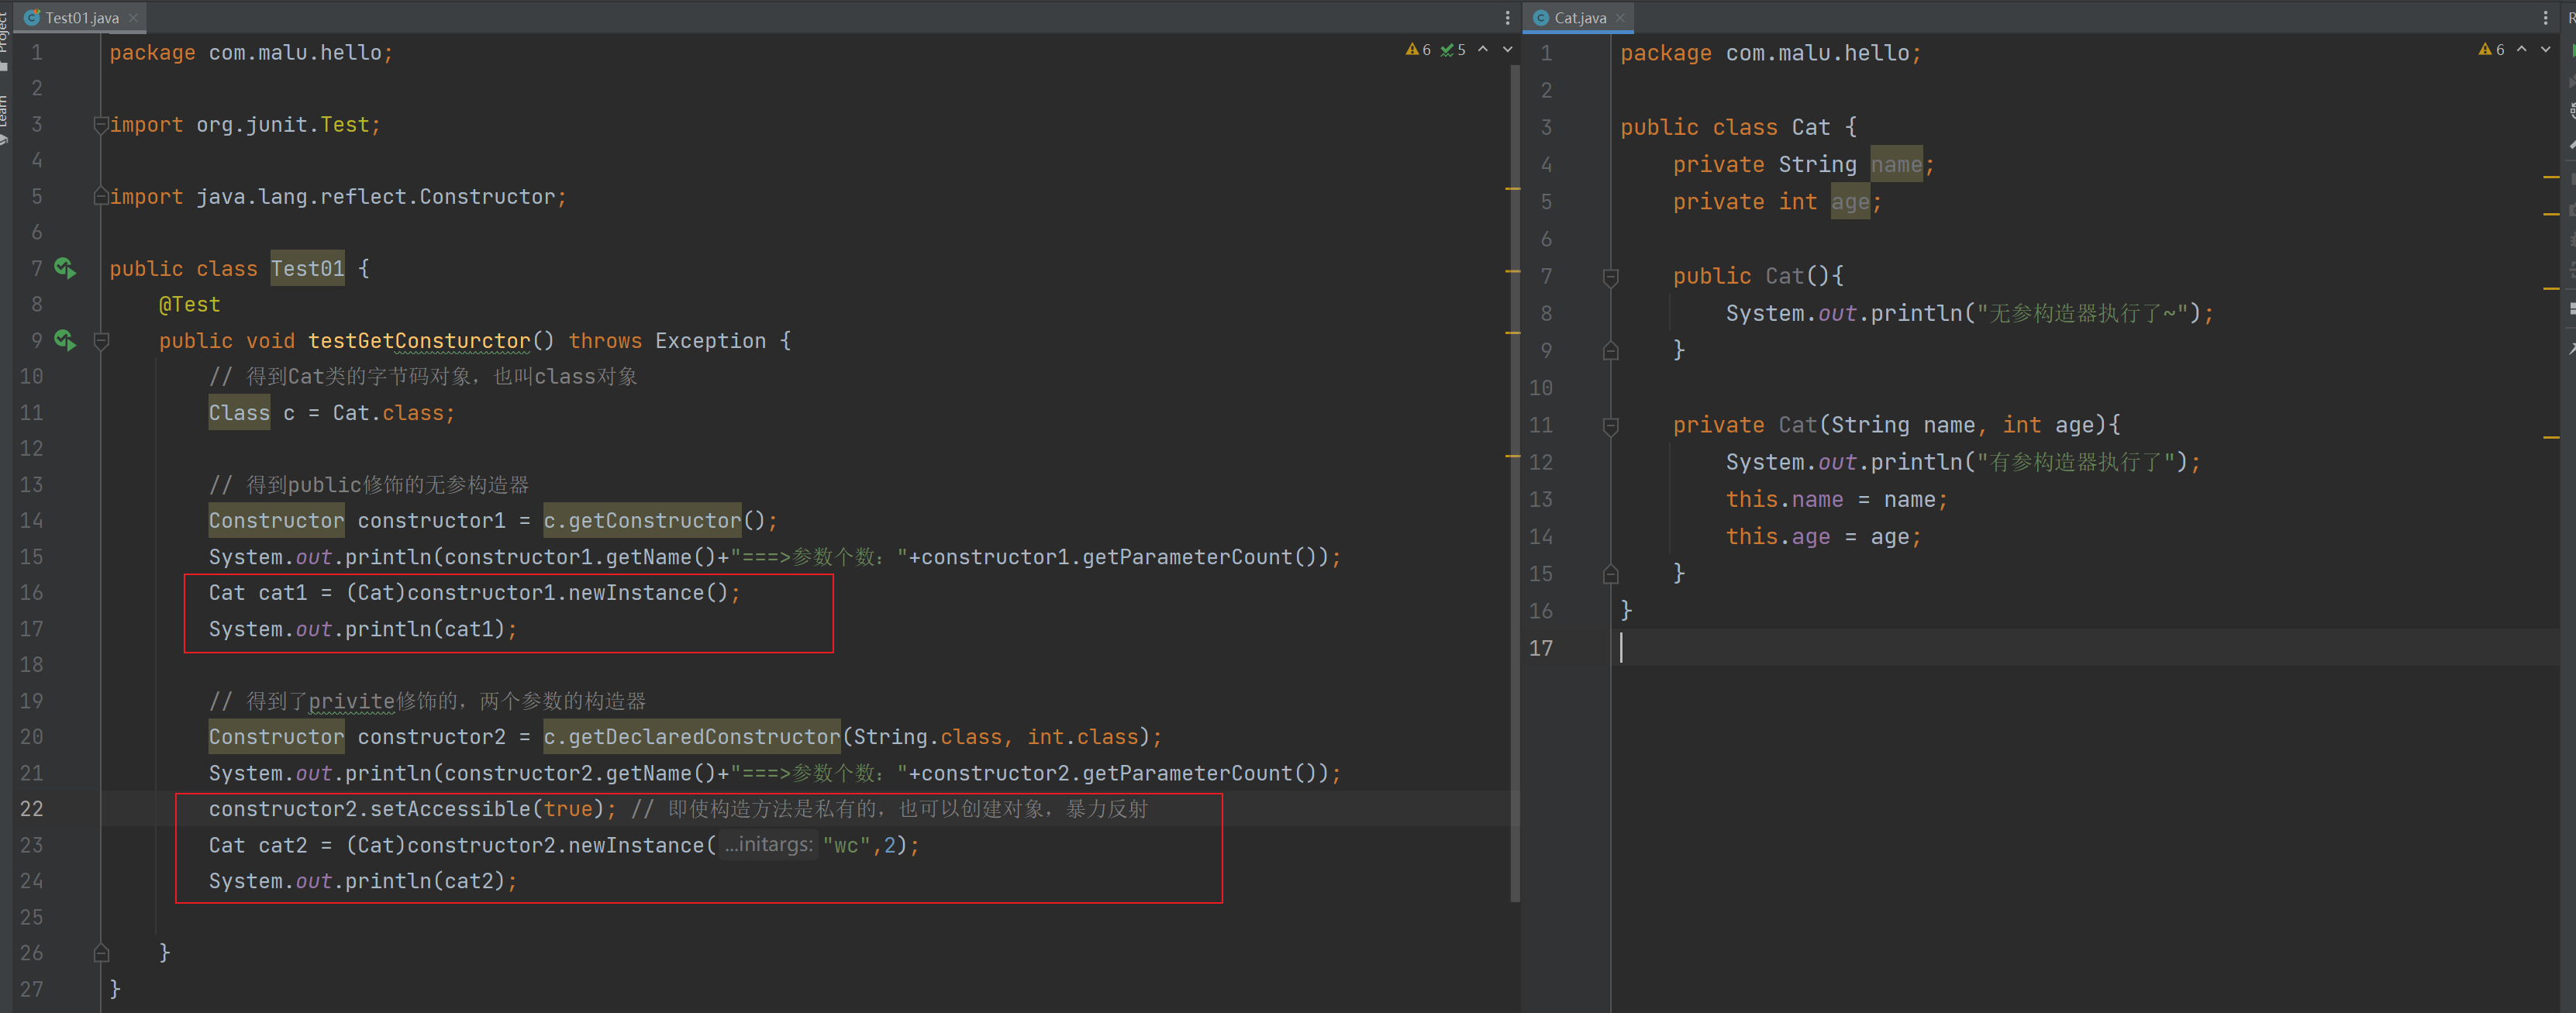 Project
Learn
Test01.java
6 5
1 package com.malu.hello;
2
3 import org.junit.Test;
4
5 import java.lang.reflect.Constructor;
6
7 public class Test01 {
8 @Test
9 public void testGetConsturctor() throws Exception {
10 // 得到Cat类的字节码对象，也叫class对象
11 Class c = Cat.class;
12
13 // 得到public修饰的无参构造器
14 Constructor constructor1 = c.getConstructor();
15 System.out.println(constructor1.getName()+"===>参数个数："+constructor1.getParameterCount());
16 Cat cat1 = (Cat)constructor1.newInstance();
17 System.out.println(cat1);
18
19 // 得到了privite修饰的，两个参数的构造器
20 Constructor constructor2 = c.getDeclaredConstructor(String.class, int.class);
21 System.out.println(constructor2.getName()+"===>参数个数："+constructor2.getParameterCount());
22 constructor2.setAccessible(true); // 即使构造方法是私有的，也可以创建对象，暴力反射
23 Cat cat2 = (Cat)constructor2.newInstance( ...initargs: "wc",2);
24 System.out.println(cat2);
25
26 }
27 }
Cat.java
6
1 package com.malu.hello;
2
3 public class Cat {
4 private String name;
5 private int age;
6
7 public Cat(){
8 System.out.println("无参构造器执行了~");
9 }
10
11 private Cat(String name, int age){
12 System.out.println("有参构造器执行了");
13 this.name = name;
14 this.age = age;
15 }
16 }
17